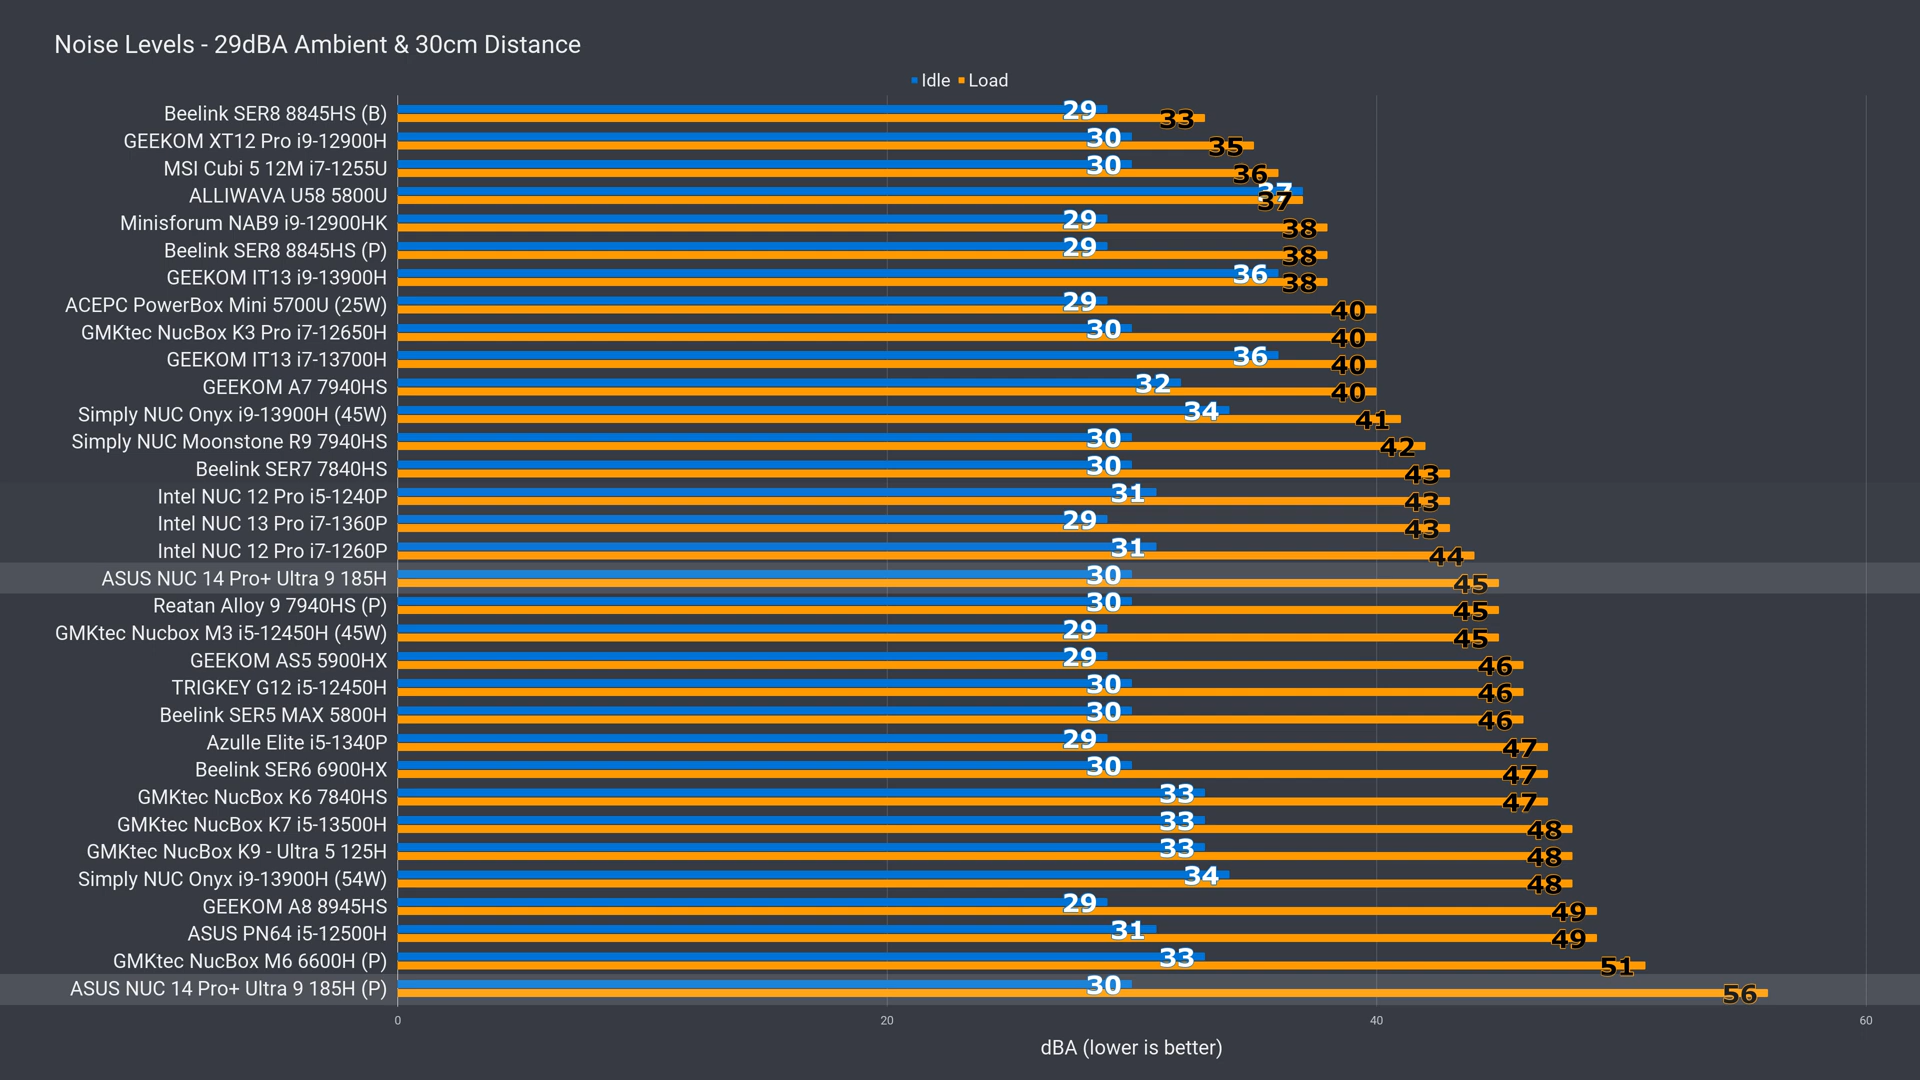 Noise Levels - 29dBA Ambient & 30cm Distance
Idle Load
Beelink SER8 8845HS (B) 29 33
GEEKOM XT12 Pro i9-12900H 30 35
MSI Cubi 5 12M i7-1255U 30 36
ALLIWAVA U58 5800U 37 37
Minisforum NAB9 i9-12900HK 29 38
Beelink SER8 8845HS (P) 29 38
GEEKOM IT13 i9-13900H 36 38
ACEPC PowerBox Mini 5700U (25W) 29 40
GMKtec NucBox K3 Pro i7-12650H 30 40
GEEKOM IT13 i7-13700H 36 40
GEEKOM A7 7940HS 32 40
Simply NUC Onyx i9-13900H (45W) 34 41
Simply NUC Moonstone R9 7940HS 30 42
Beelink SER7 7840HS 30 43
Intel NUC 12 Pro i5-1240P 31 43
Intel NUC 13 Pro i7-1360P 29 43
Intel NUC 12 Pro i7-1260P 31 44
ASUS NUC 14 Pro+ Ultra 9 185H 30 45
Reatan Alloy 9 7940HS (P) 30 45
GMKtec Nucbox M3 i5-12450H (45W) 29 45
GEEKOM AS5 5900HX 29 46
TRIGKEY G12 i5-12450H 30 46
Beelink SER5 MAX 5800H 30 46
Azulle Elite i5-1340P 29 47
Beelink SER6 6900HX 30 47
GMKtec NucBox K6 7840HS 33 47
GMKtec NucBox K7 i5-13500H 33 48
GMKtec NucBox K9 - Ultra 5 125H 33 48
Simply NUC Onyx i9-13900H (54W) 34 48
GEEKOM A8 8945HS 29 49
ASUS PN64 i5-12500H 31 49
GMKtec NucBox M6 6600H (P) 33 51
ASUS NUC 14 Pro+ Ultra 9 185H (P) 30 56
0 20 40 60
dBA (lower is better)